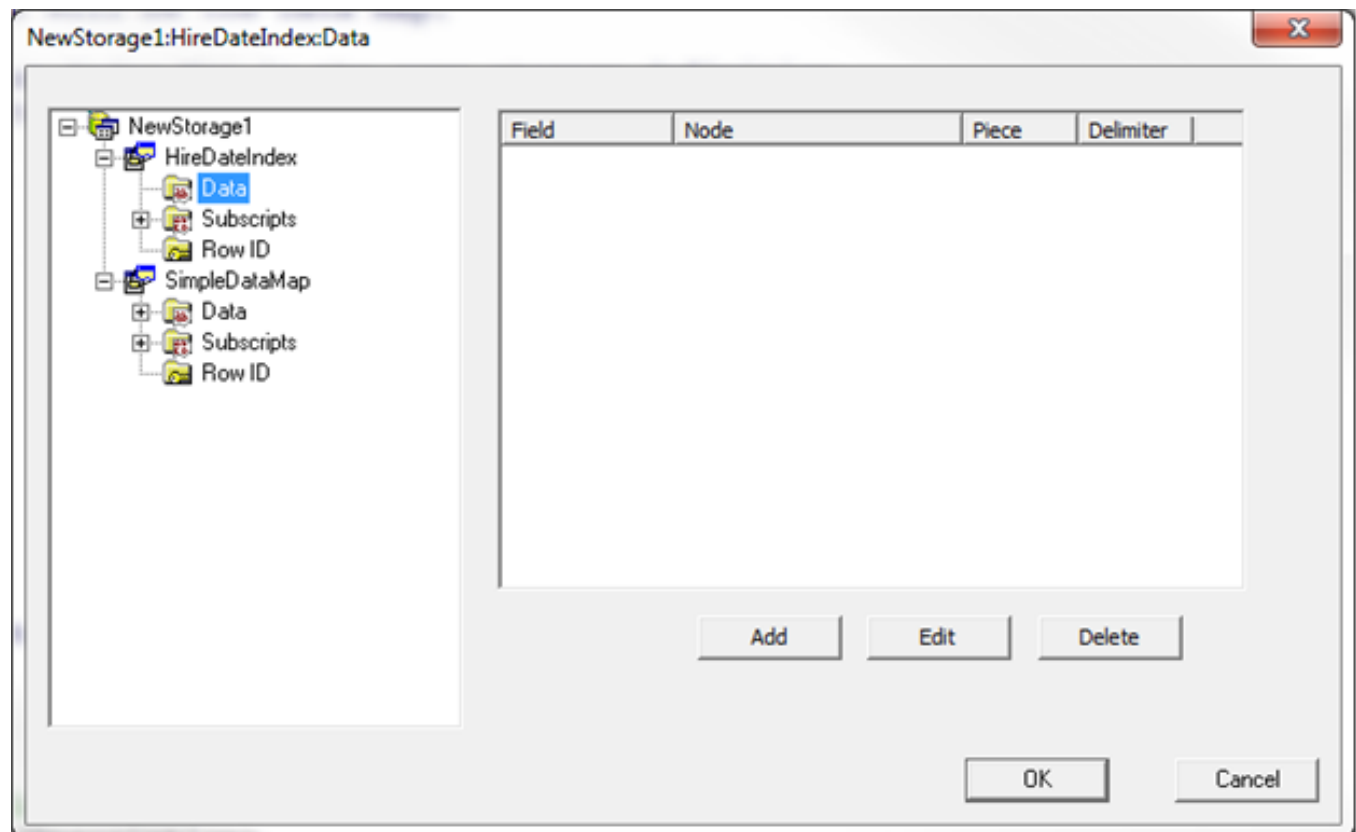 NewStorage1:HireDateIndex:Data
NewStorage1
HireDateIndex
Data
Subscripts
Row ID
SimpleDataMap
Data
Subscripts
Row ID
Field Node Piece Delimiter
Add Edit Delete
OK Cancel